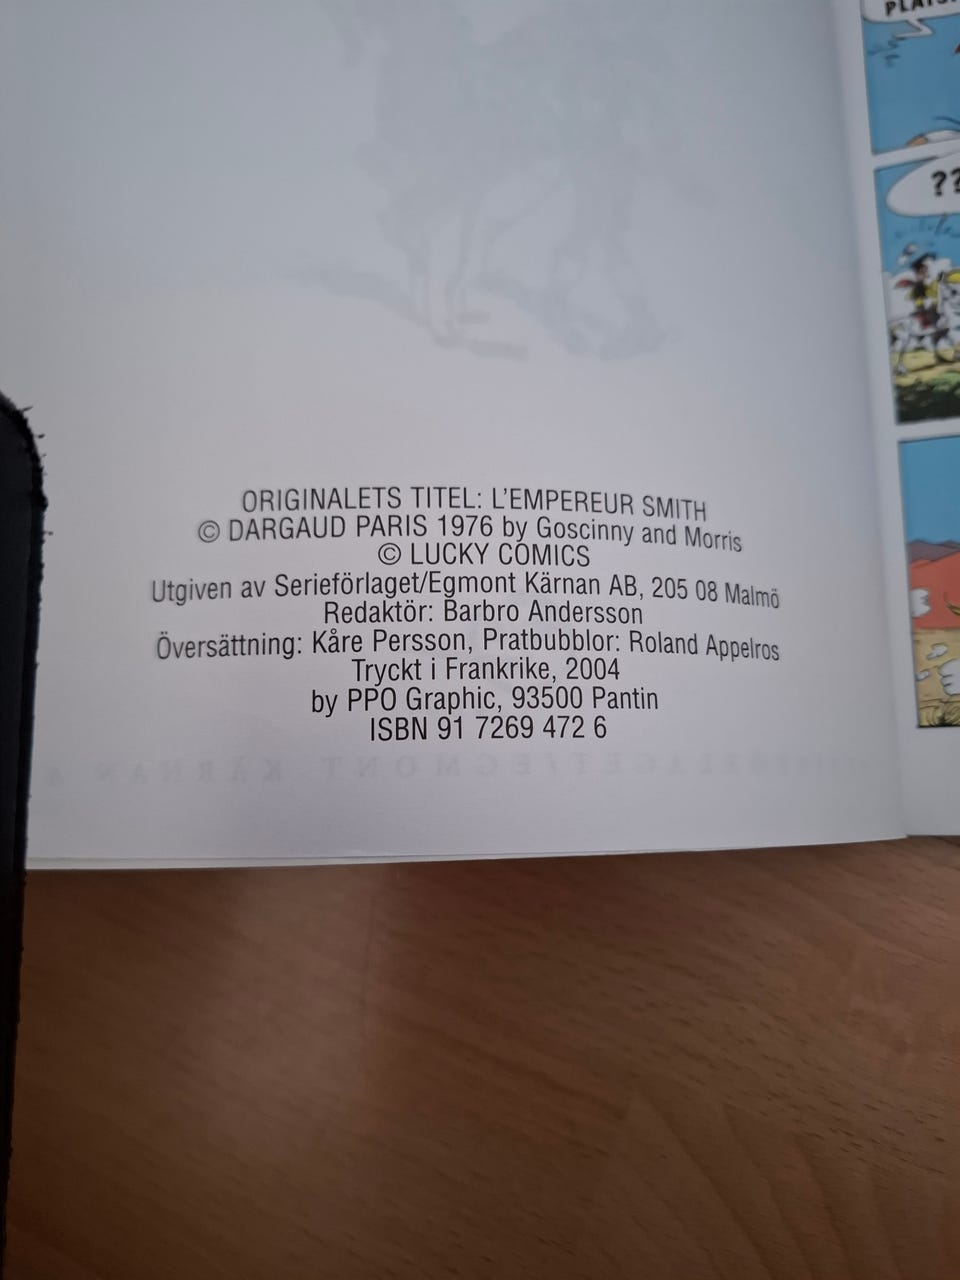 ORIGINALETS TITEL: L'EMPEREUR SMITH
© DARGAUD PARIS 1976 by Goscinny and Morris
© LUCKY COMICS
Utgiven av Serieförlaget/Egmont Kärnan AB, 205 08 Malmö
Redaktör: Barbro Andersson
Översättning: Kåre Persson, Pratbubblor: Roland Appelros
Tryckt i Frankrike, 2004
by PPO Graphic, 93500 Pantin
ISBN 91 7269 472 6
??